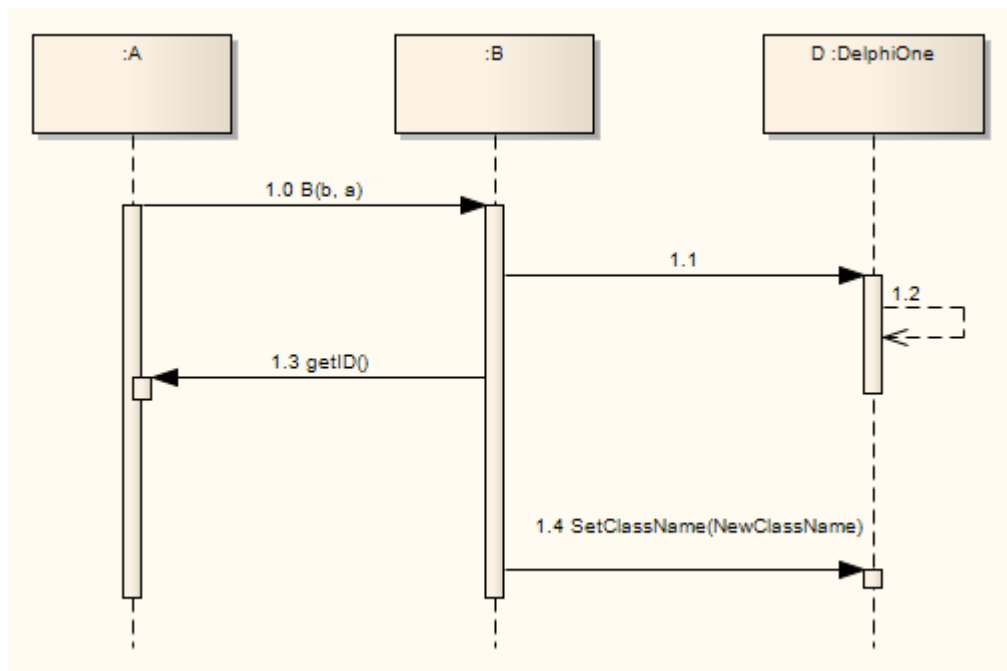 :A
:B
D :DelphiOne
1.0 B(b, a)
1.1
1.2
1.3 getID()
1.4 SetClassName(NewClassName)